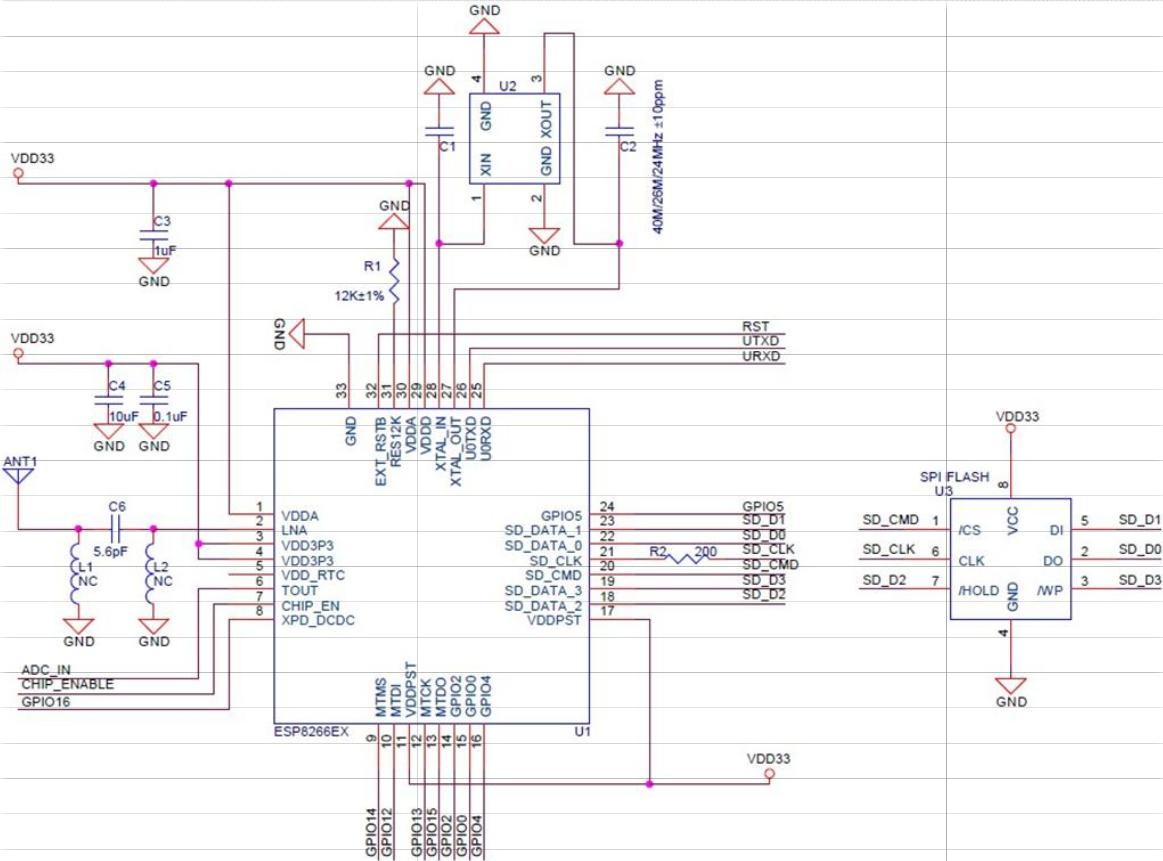 GND
GND
GND
4
3
U2
GND
XOUT
XIN
GND
C1
C2
40M/26M/24MHz ±10ppm
1
2
GND
VDD33
C3
1uF
GND
GND
R1
12K±1%
GND
RST
UTXD
URXD
VDD33
C4
10uF
GND
C5
0.1uF
GND
33
32
31
30
29
28
27
26
25
GND
EXT_RSTB
RES12K
VDDA
VDDD
XTAL_IN
XTAL_OUT
U0TXD
U0RXD
ANT1
C6
5.6pF
L1
NC
L2
NC
GND
GND
1
2
3
4
5
6
7
8
VDDA
LNA
VDD3P3
VDD3P3
VDD_RTC
TOUT
CHIP_EN
XPD_DCDC
ADC_IN
CHIP_ENABLE
GPIO16
GPIO5
SD_DATA_1
SD_DATA_0
SD_CLK
SD_CMD
SD_DATA_3
SD_DATA_2
VDDPST
24
23
22
21
20
19
18
17
R2
200
GPIO5
SD_D1
SD_D0
SD_CLK
SD_CMD
SD_D3
SD_D2
MTMS
MTDI
VDDPST
MTCK
MTDO
GPIO2
GPIO0
GPIO4
ESP8266EX
U1
9
10
11
12
13
14
15
16
GPIO14
GPIO12
GPIO13
GPIO15
GPIO2
GPIO0
GPIO4
VDD33
VDD33
SPI FLASH
U3
8
SD_CMD
1
/CS
VCC
DI
5
SD_D1
SD_CLK
6
CLK
DO
2
SD_D0
SD_D2
7
/HOLD
GND
/WP
3
SD_D3
4
GND